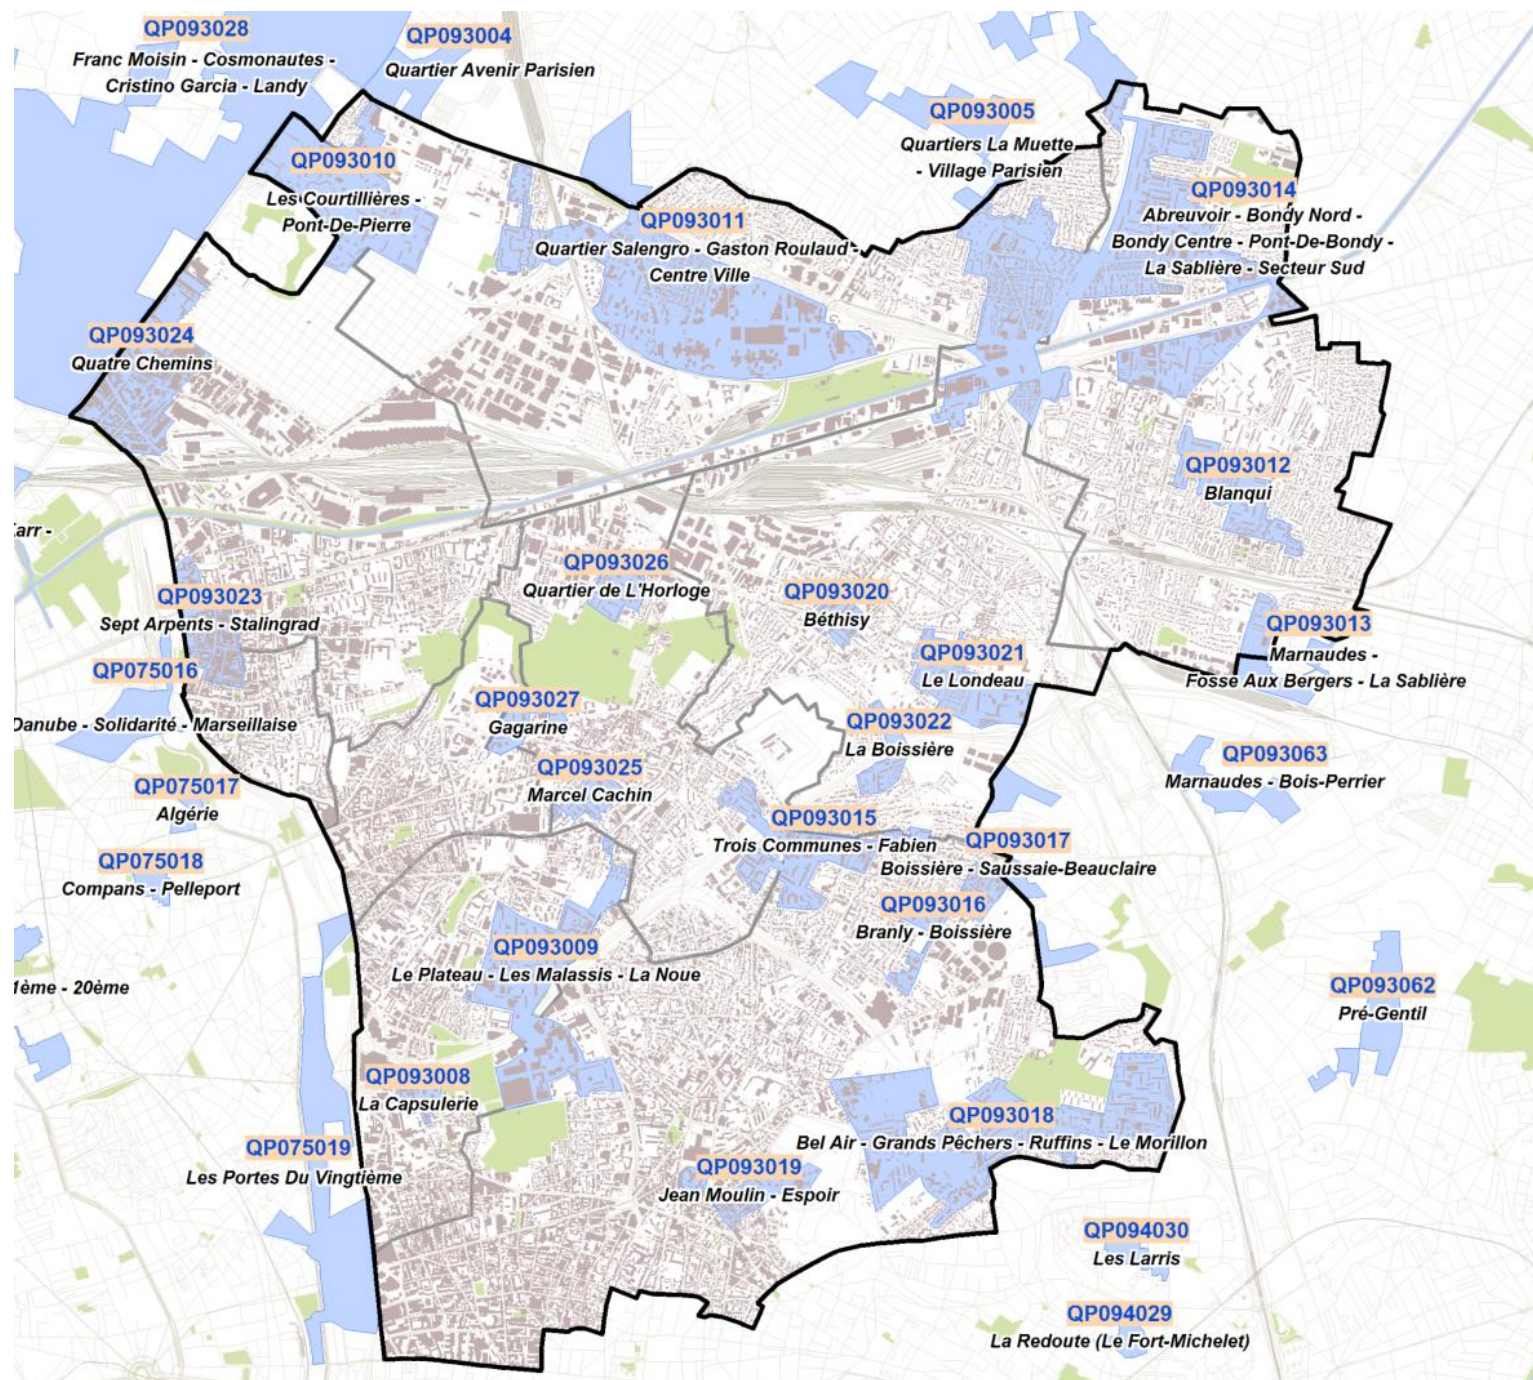 QP093028
Franc Moisin - Cosmonautes -
Cristino Garcia - Landy
QP093004
Quartier Avenir Parisien
QP093005
Quartiers La Muette
- Village Parisien
QP093010
Les Courtillières -
Pont-De-Pierre
QP093011
Quartier Salengro - Gaston Roulaud -
Centre Ville
QP093014
Abreuvoir - Bondy Nord -
Bondy Centre - Pont-De-Bondy -
La Sablière - Secteur Sud
QP093024
Quatre Chemins
QP093012
Blanqui
Karr -
QP093026
Quartier de L'Horloge
QP093020
Béthisy
QP093023
Sept Arpents - Stalingrad
QP093013
Marnaudes -
Fosse Aux Bergers - La Sablière
QP093021
Le Londeau
QP075016
Danube - Solidarité - Marseillaise
QP093027
Gagarine
QP093022
La Boissière
QP093063
Marnaudes - Bois-Perrier
QP093025
Marcel Cachin
QP075017
Algérie
QP093015
Trois Communes - Fabien
QP093017
Boissière - Saussaie-Beauclaire
QP075018
Compans - Pelleport
QP093016
Branly - Boissière
QP093009
Le Plateau - Les Malassis - La Noue
1ème - 20ème
QP093062
Pré-Gentil
QP093008
La Capsulerie
QP093018
Bel Air - Grands Pêchers - Ruffins - Le Morillon
QP075019
Les Portes Du Vingtième
QP093019
Jean Moulin - Espoir
QP094030
Les Larris
QP094029
La Redoute (Le Fort-Michelet)